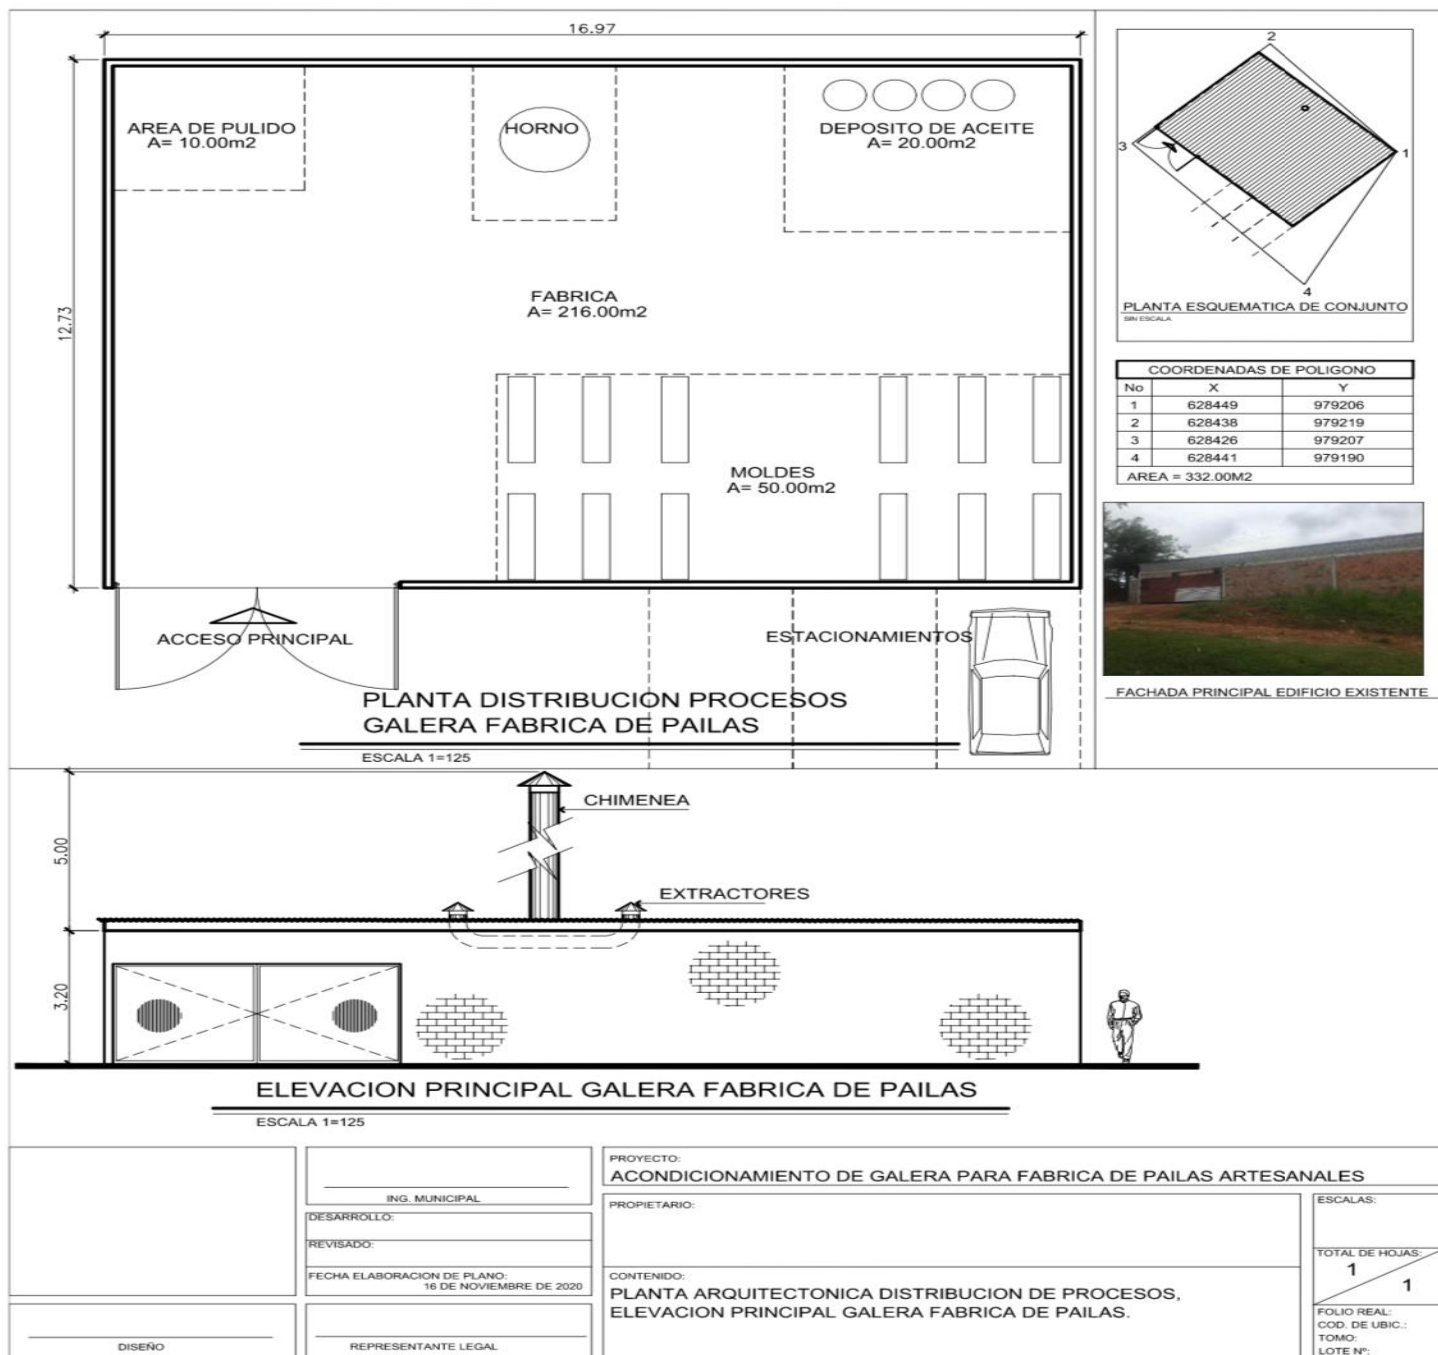 16.97
12.73
AREA DE PULIDO
A= 10.00m2
HORNO
DEPOSITO DE ACEITE
A= 20.00m2
FABRICA
A= 216.00m2
MOLDES
A= 50.00m2
ACCESO PRINCIPAL
ESTACIONAMIENTOS
PLANTA DISTRIBUCION PROCESOS
GALERA FABRICA DE PAILAS
ESCALA 1=125
2
3
1
4
PLANTA ESQUEMATICA DE CONJUNTO
SIN ESCALA
COORDENADAS DE POLIGONO
No X Y
1 628449 979206
2 628438 979219
3 628426 979207
4 628441 979190
AREA = 332.00M2
FACHADA PRINCIPAL EDIFICIO EXISTENTE
5.00
3.20
CHIMENEA
EXTRACTORES
ELEVACION PRINCIPAL GALERA FABRICA DE PAILAS
ESCALA 1=125
DISEÑO
ING. MUNICIPAL
DESARROLLO:
REVISADO:
FECHA ELABORACION DE PLANO:
16 DE NOVIEMBRE DE 2020
REPRESENTANTE LEGAL
PROYECTO:
ACONDICIONAMIENTO DE GALERA PARA FABRICA DE PAILAS ARTESANALES
PROPIETARIO:
CONTENIDO:
PLANTA ARQUITECTONICA DISTRIBUCION DE PROCESOS,
ELEVACION PRINCIPAL GALERA FABRICA DE PAILAS.
ESCALAS:
TOTAL DE HOJAS:
1
1
FOLIO REAL:
COD. DE UBIC.:
TOMO:
LOTE Nº: